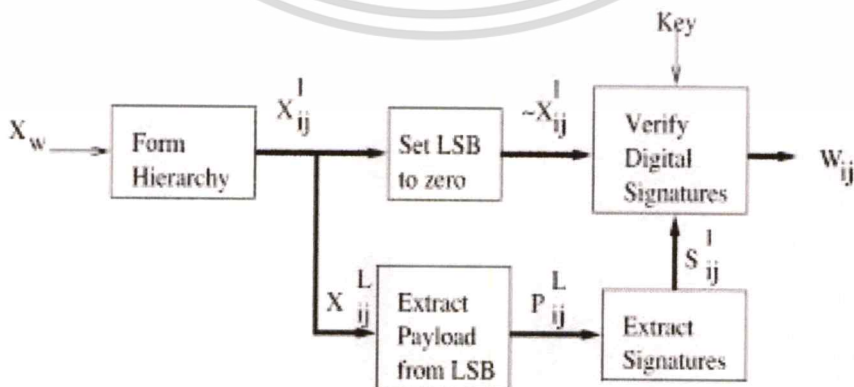 Key
X_w
Form
Hierarchy
X^l_ij
Set LSB
to zero
~X^l_ij
Verify
Digital
Signatures
W_ij
S^l_ij
X^L_ij
Extract
Payload
from LSB
P^L_ij
Extract
Signatures